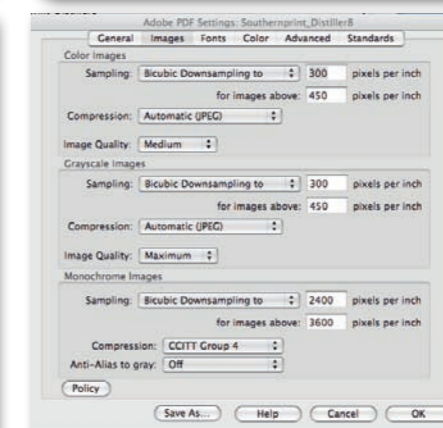 Adobe PDF Settings: Southernprint_Distiller8
General Images Fonts Color Advanced Standards
Color Images
Sampling: Bicubic Downsampling to 300 pixels per inch
for images above: 450 pixels per inch
Compression: Automatic (JPEG)
Image Quality: Medium
Grayscale Images
Sampling: Bicubic Downsampling to 300 pixels per inch
for images above: 450 pixels per inch
Compression: Automatic (JPEG)
Image Quality: Maximum
Monochrome Images
Sampling: Bicubic Downsampling to 2400 pixels per inch
for images above: 3600 pixels per inch
Compression: CCITT Group 4
Anti-Alias to gray: Off
Policy
Save As... Help Cancel OK